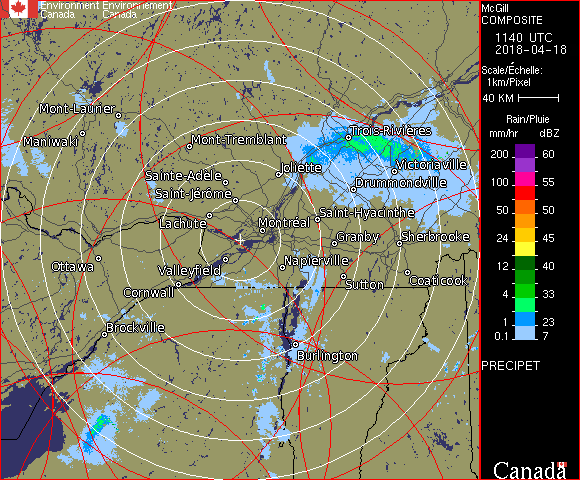 Environment Environnement
Canada Canada
McGill
COMPOSITE
1140 UTC
2018-04-18
Scale/Échelle:
1km/Pixel
40 KM
Rain/Pluie
mm/hr dBZ
200 60
100 55
50 50
24 45
12 40
4 33
1 23
0.1 7
PRECIPET
Canada
Mont-Laurier
Maniwaki
Mont-Tremblant
Trois-Rivières
Victoriaville
Joliette
Drummondville
Sainte-Adèle
Saint-Jérôme
Lachute
Montréal
Saint-Hyacinthe
Granby
Sherbrooke
Ottawa
Valleyfield
Napierville
Cornwall
Sutton
Coaticook
Brockville
Burlington